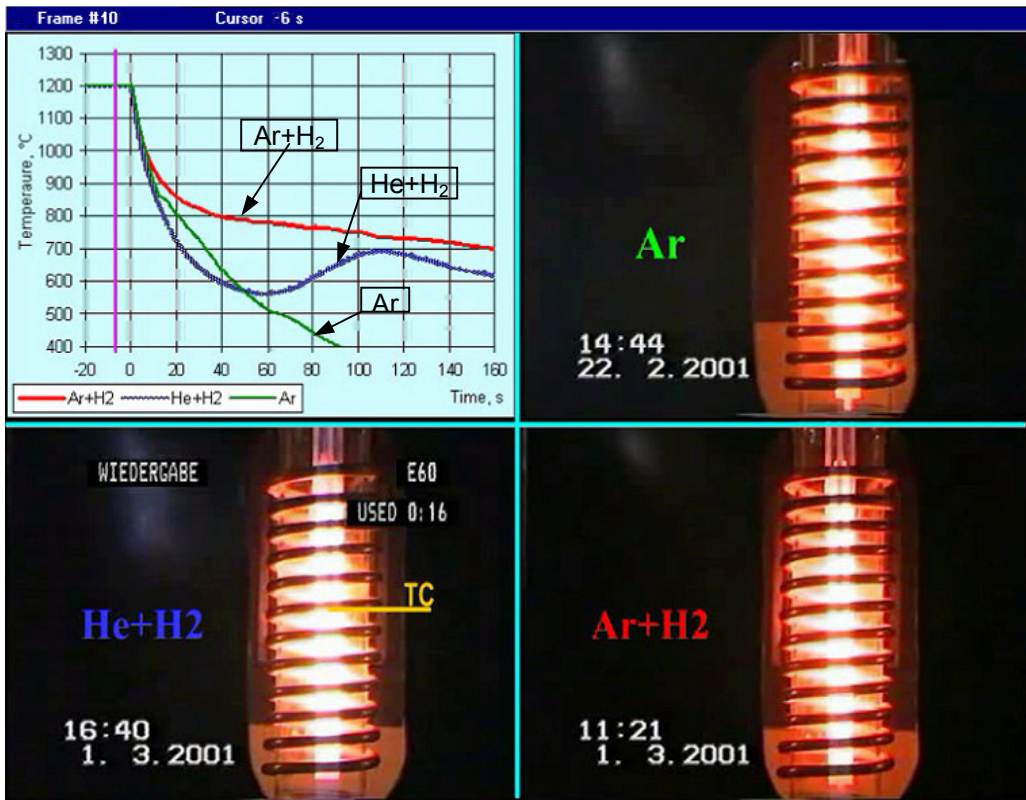 Frame #10 Cursor -6 s
1300
1200
1100
1000
900
800
700
600
500
400
Temperaure, °C
Ar+H2
He+H2
Ar
-20 0 20 40 60 80 100 120 140 160
Ar+H2 He+H2 Ar Time, s
Ar
14:44
22. 2.2001
WIEDERGABE E60
USED 0:16
TC
He+H2
16:40
1. 3.2001
Ar+H2
11:21
1. 3.2001